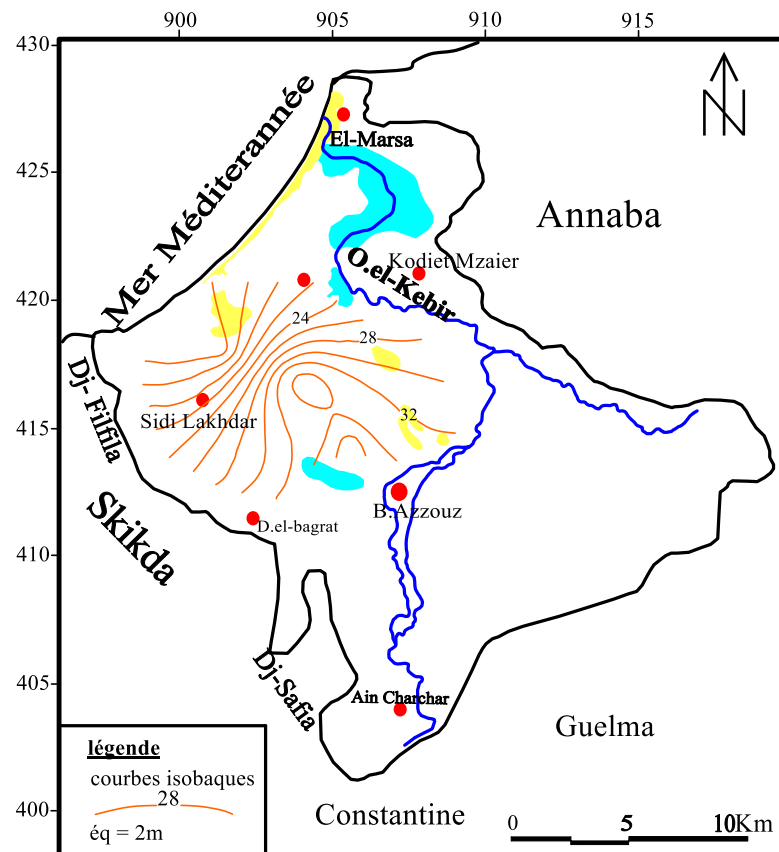 900 905 910 915
430
425
420
415
410
405
400
N
El-Marsa
Mer Méditerannée
Annaba
Kodiet Mzaier
O.el-Kebir
24
28
32
Dj- Filfila
Sidi Lakhdar
Skikda
B.Azzouz
D.el-bagrat
Dj-Safia
Ain Charchar
Guelma
Constantine
légende
courbes isobaques
28
éq = 2m
0 5 10Km